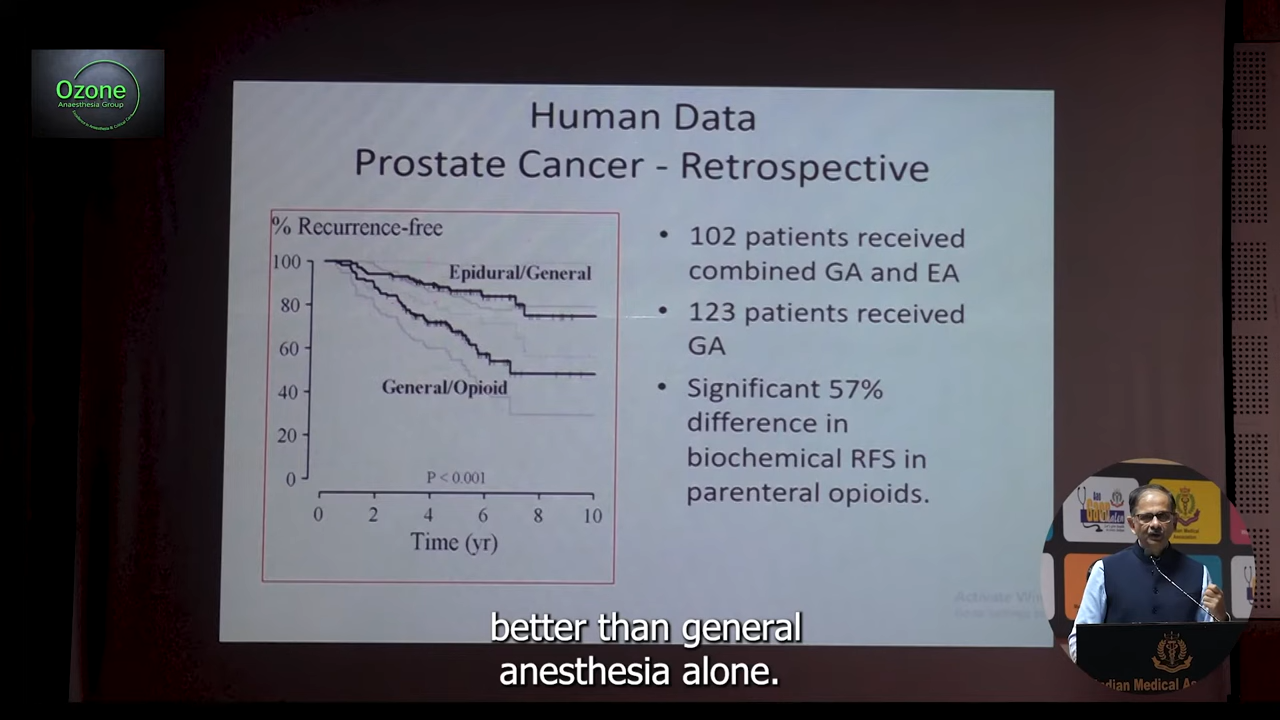 Ozone
Anaesthesia Group
Human Data
Prostate Cancer - Retrospective
% Recurrence-free
100
80
60
40
20
0
Epidural/General
General/Opioid
P < 0.001
0 2 4 6 8 10
Time (yr)
• 102 patients received
combined GA and EA
• 123 patients received
GA
• Significant 57%
difference in
biochemical RFS in
parenteral opioids.
better than general
anesthesia alone.